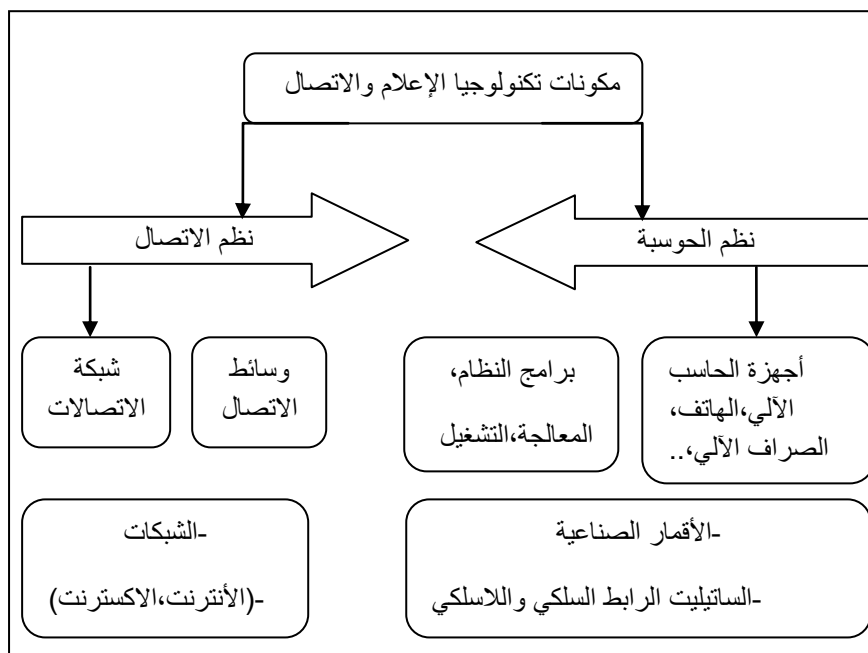 مكونات تكنولوجيا الإعلام والاتصال
نظم الحوسبة
نظم الاتصال
أجهزة الحاسب
الآلي،الهاتف،
الصراف الآلي،..
برامج النظام،
المعالجة،التشغيل
وسائط
الاتصال
شبكة
الاتصالات
-الأقمار الصناعية
-الساتيليت الرابط السلكي واللاسلكي
-الشبكات
-(الأنترنت،الاكسترنت)